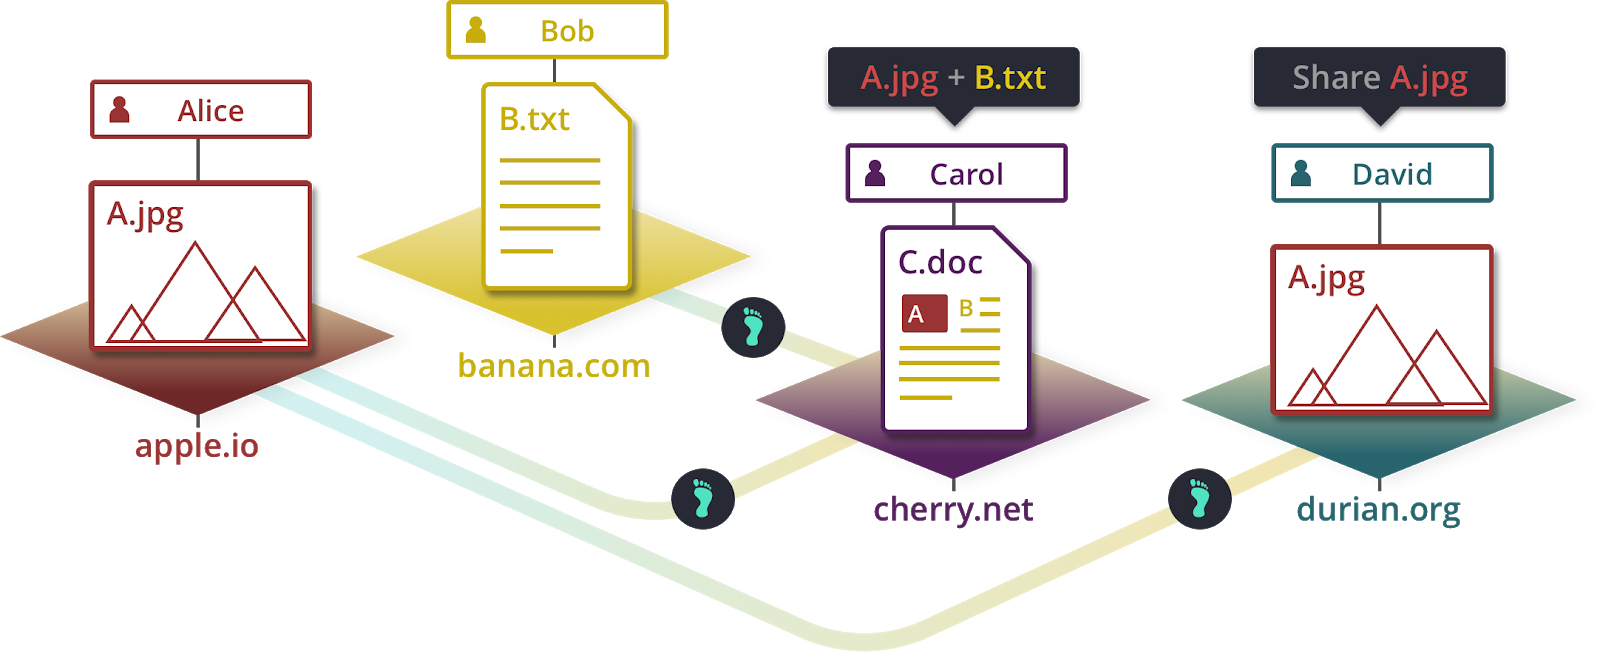 Alice
A.jpg
apple.io
Bob
B.txt
banana.com
A.jpg + B.txt
Carol
C.doc
A B
cherry.net
Share A.jpg
David
A.jpg
durian.org